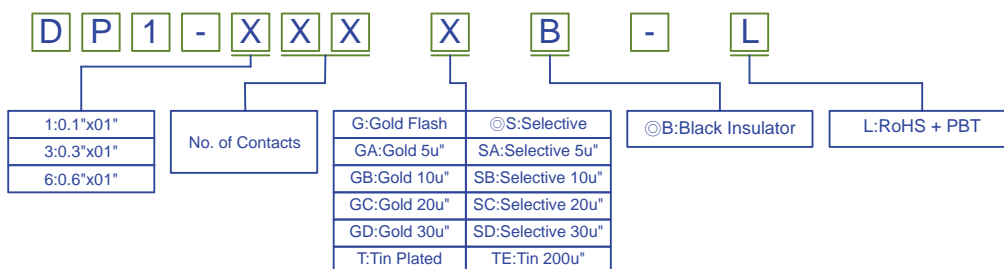 D P 1 - X X X X B - L
1:0.1"x01"
3:0.3"x01"
6:0.6"x01"
No. of Contacts
G:Gold Flash ◎S:Selective
GA:Gold 5u" SA:Selective 5u"
GB:Gold 10u" SB:Selective 10u"
GC:Gold 20u" SC:Selective 20u"
GD:Gold 30u" SD:Selective 30u"
T:Tin Plated TE:Tin 200u"
◎B:Black Insulator
L:RoHS + PBT